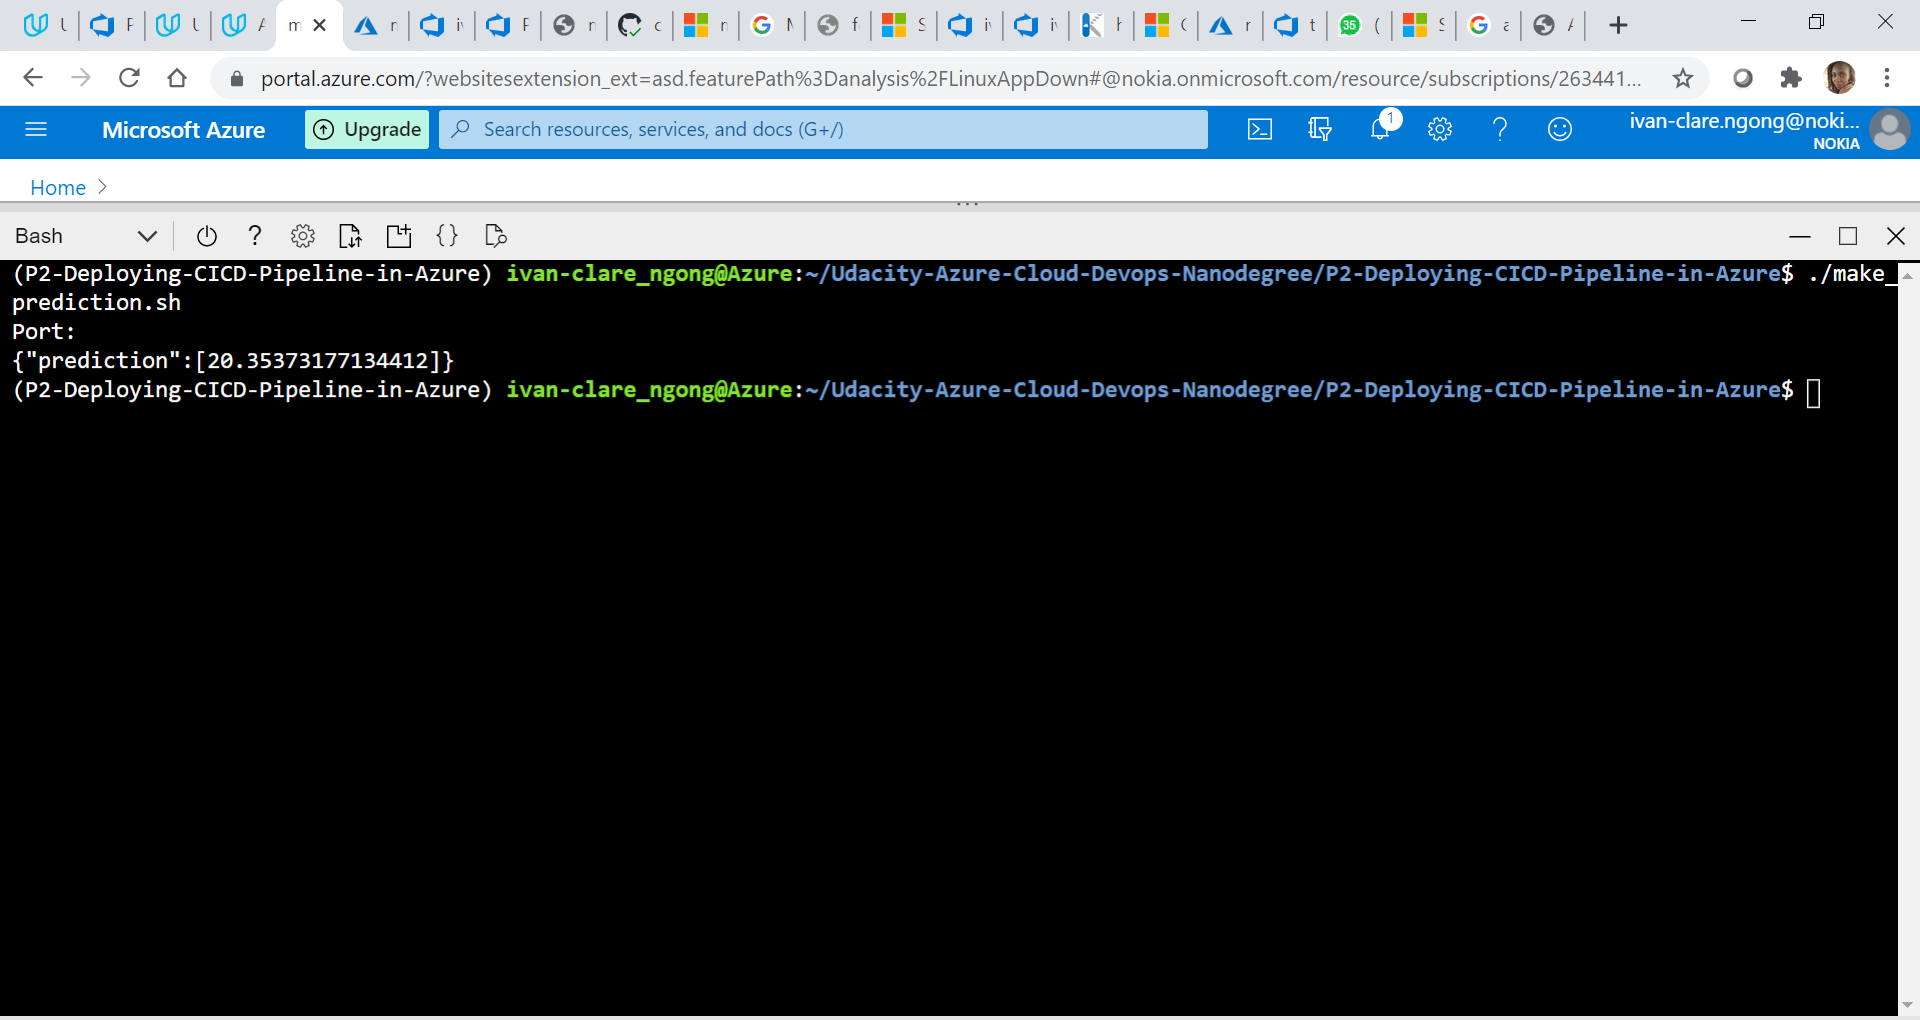 35
portal.azure.com/?websitesextension_ext=asd.featurePath%3Danalysis%2FLinuxAppDown#@nokia.onmicrosoft.com/resource/subscriptions/263441...
Microsoft Azure
Upgrade
Search resources, services, and docs (G+/)
1
ivan-clare.ngong@noki...
NOKIA
Home
Bash
(P2-Deploying-CICD-Pipeline-in-Azure) ivan-clare_ngong@Azure:~/Udacity-Azure-Cloud-Devops-Nanodegree/P2-Deploying-CICD-Pipeline-in-Azure$ ./make_
prediction.sh
Port:
{"prediction":[20.35373177134412]}
(P2-Deploying-CICD-Pipeline-in-Azure) ivan-clare_ngong@Azure:~/Udacity-Azure-Cloud-Devops-Nanodegree/P2-Deploying-CICD-Pipeline-in-Azure$